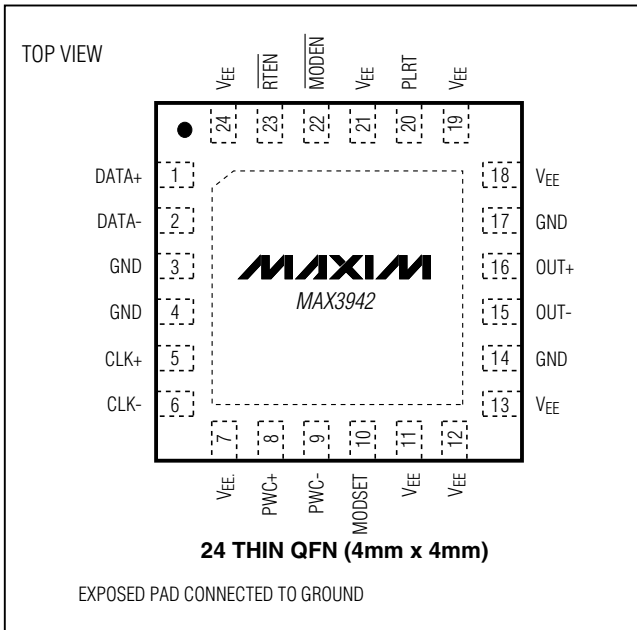 TOP VIEW
VEE
RTEN
MODEN
VEE
PLRT
VEE
24
23
22
21
20
19
DATA+ 1
DATA- 2
GND 3
GND 4
CLK+ 5
CLK- 6
MAXIM
MAX3942
18 VEE
17 GND
16 OUT+
15 OUT-
14 GND
13 VEE
7
8
9
10
11
12
VEE.
PWC+
PWC-
MODSET
VEE
VEE
24 THIN QFN (4mm x 4mm)
EXPOSED PAD CONNECTED TO GROUND